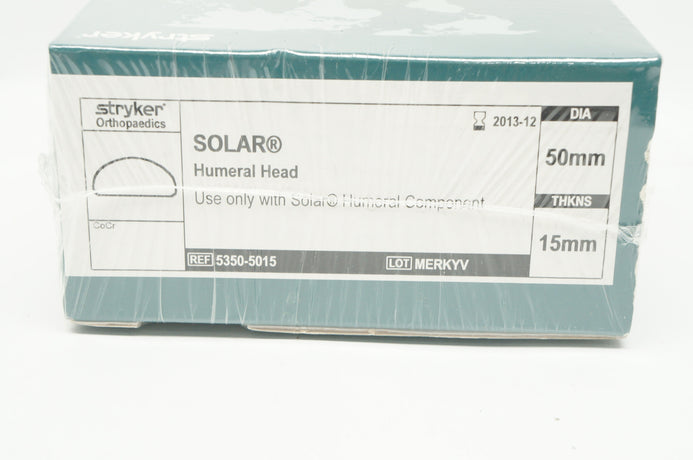 stryker
stryker
Orthopaedics
SOLAR®
Humeral Head
Use only with Solar® Humeral Component
2013-12
DIA
50mm
THKNS
15mm
CoCr
REF 5350-5015
LOT MERKYV